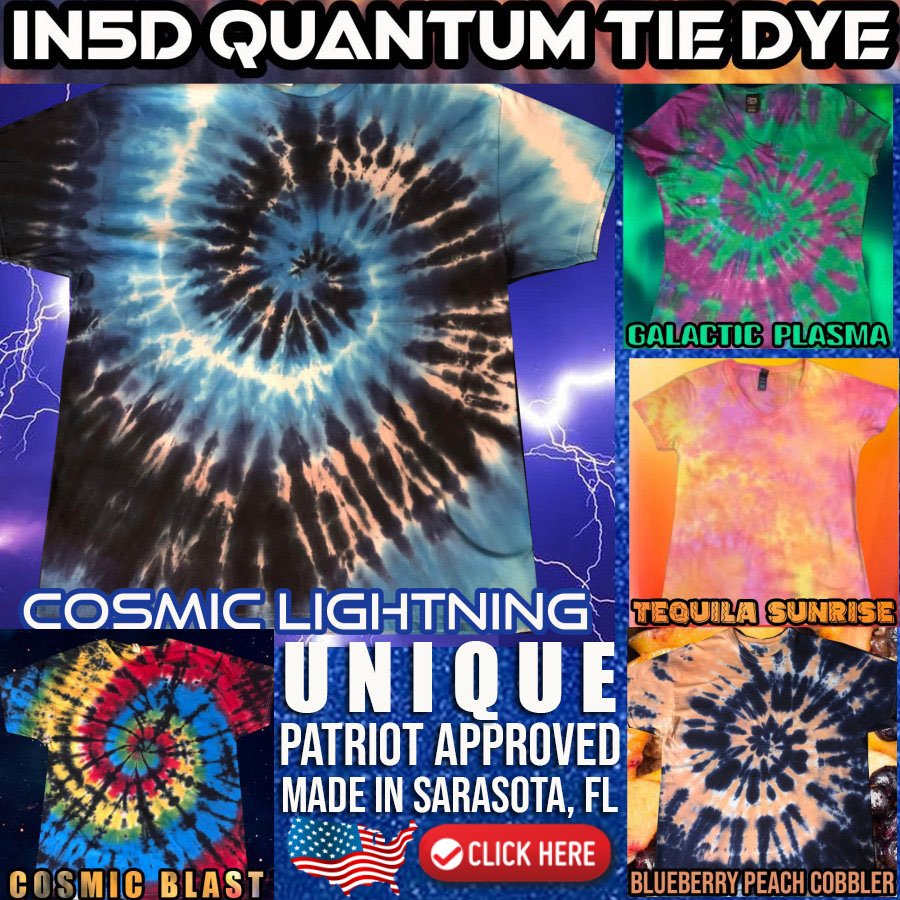 IN5D QUANTUM TIE DYE
GALACTIC PLASMA
COSMIC LIGHTNING
TEQUILA SUNRISE
UNIQUE
PATRIOT APPROVED
MADE IN SARASOTA, FL
CLICK HERE
COSMIC BLAST
BLUEBERRY PEACH COBBLER